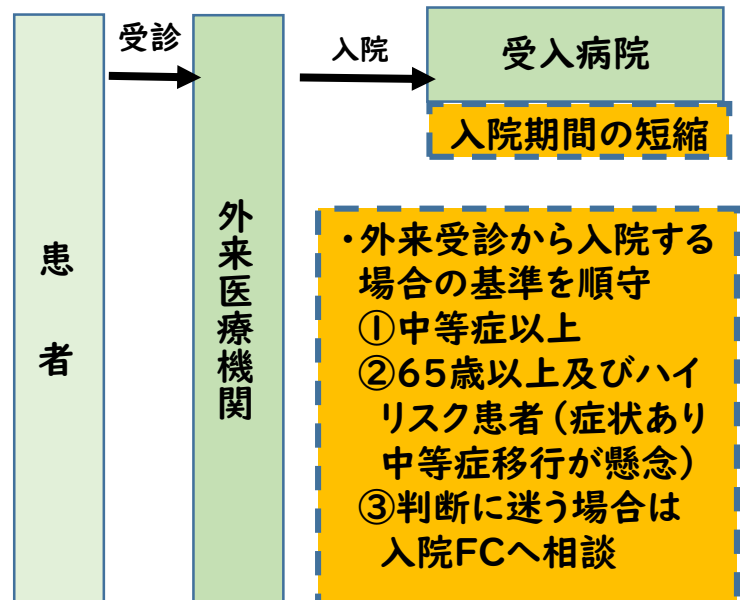 受診
入院
受入病院
入院期間の短縮
患者
外来医療機関
・外来受診から入院する
場合の基準を順守
①中等症以上
②65歳以上及びハイ
リスク患者（症状あり
中等症移行が懸念）
③判断に迷う場合は
入院FCへ相談